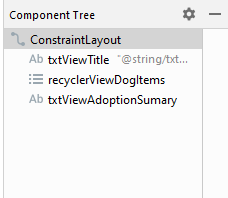 Component Tree
ConstraintLayout
Ab txtViewTitle "@string/txt...
recyclerViewDogItems
Ab txtViewAdoptionSumary